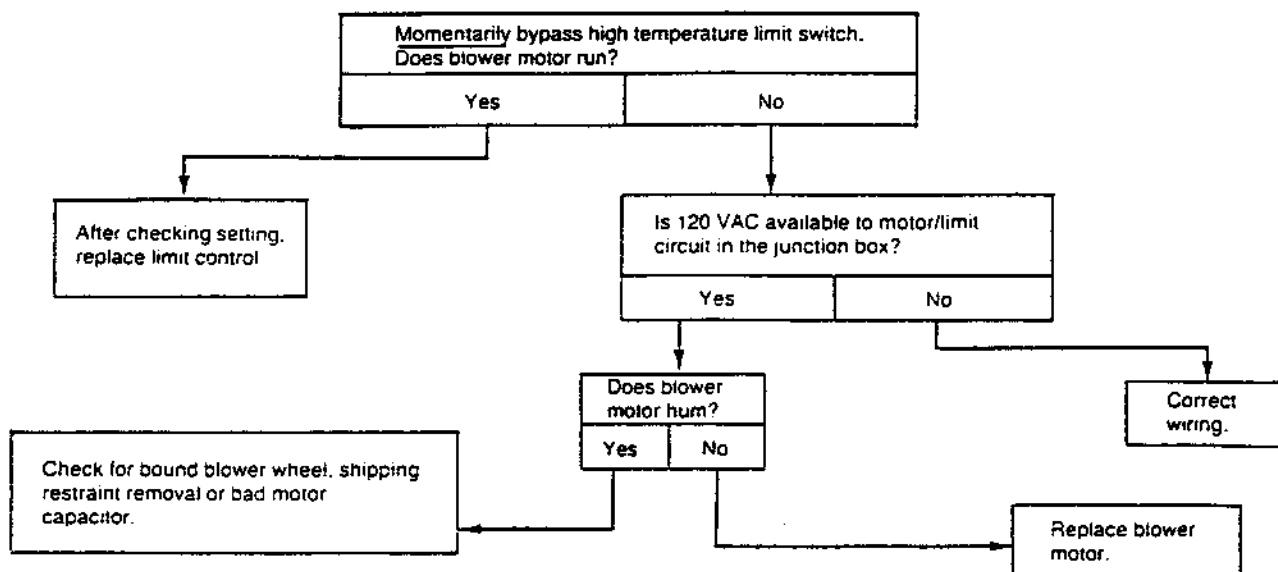 Momentarily bypass high temperature limit switch.
Does blower motor run?
Yes
No
After checking setting,
replace limit control
Is 120 VAC available to motor/limit
circuit in the junction box?
Yes
No
Does blower
motor hum?
Yes
No
Correct
wiring.
Check for bound blower wheel, shipping
restraint removal or bad motor
capacitor.
Replace blower
motor.